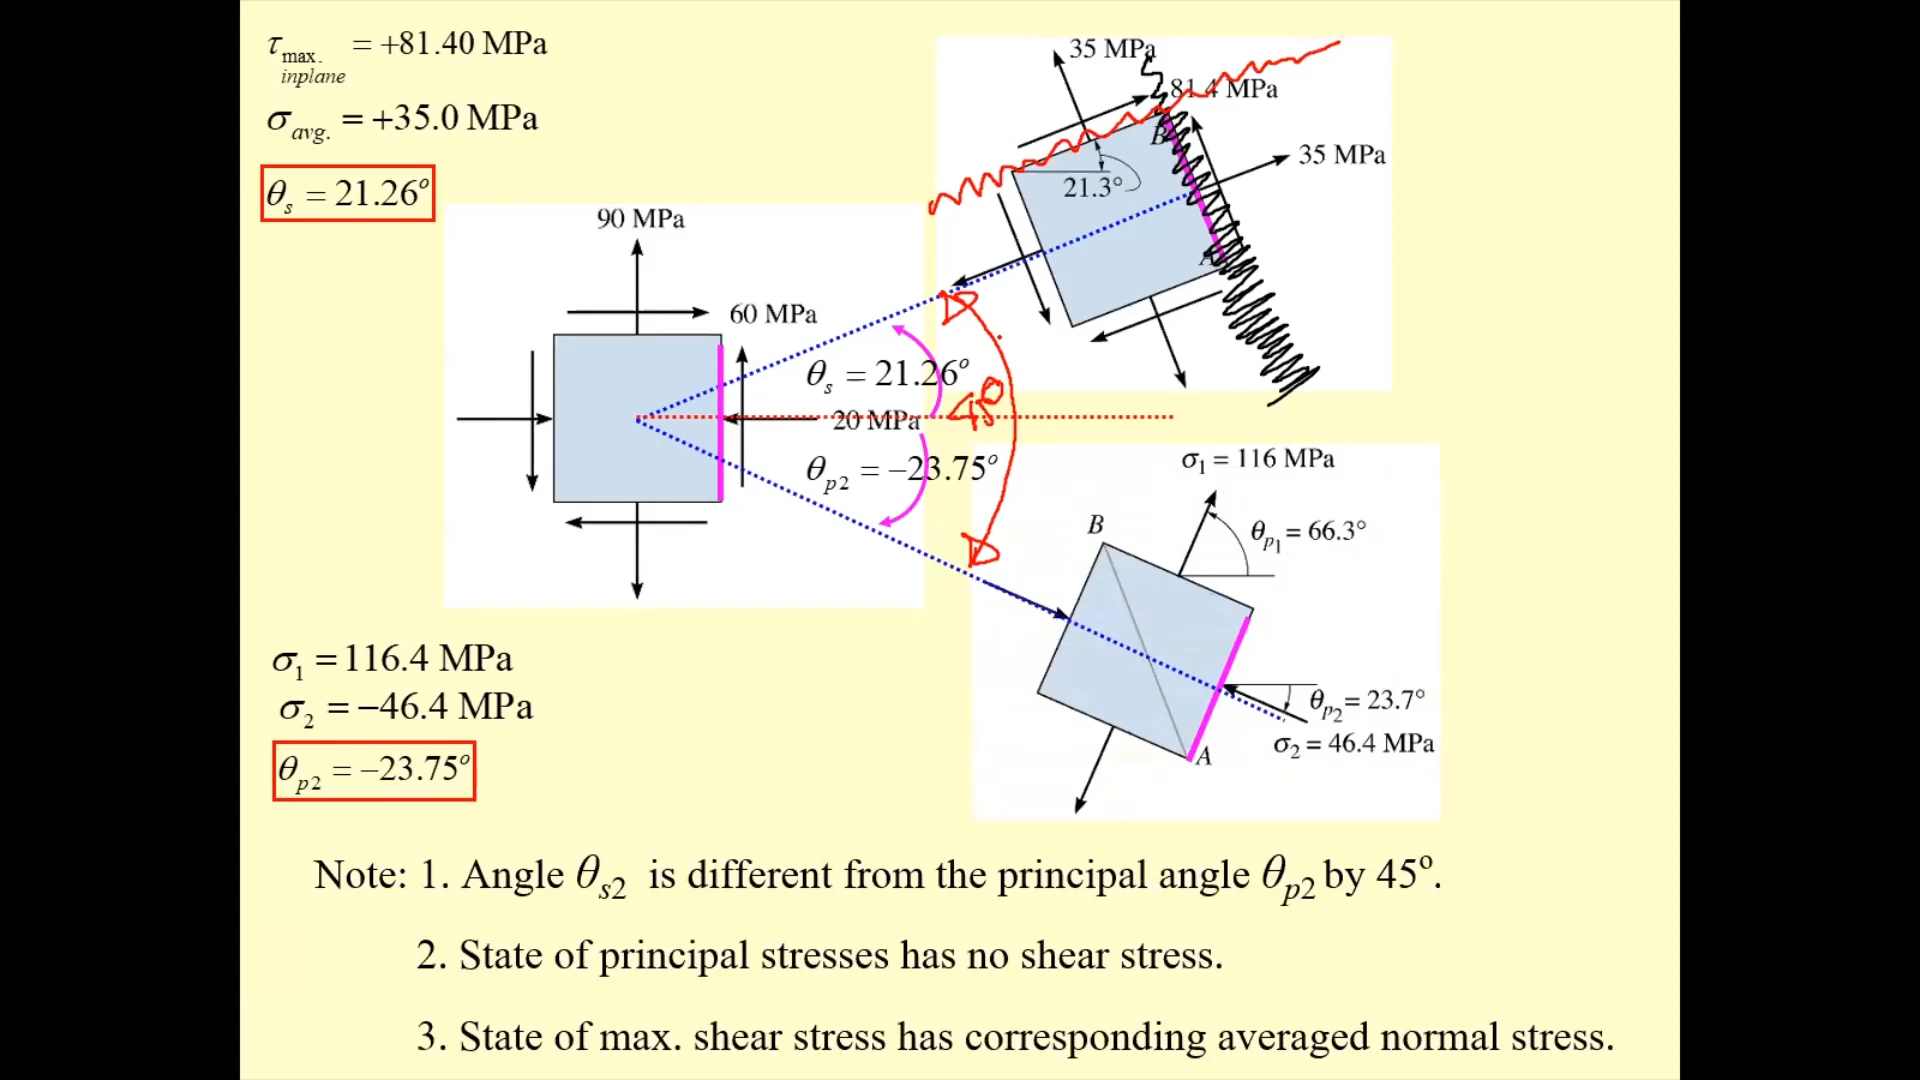 τmax. = +81.40 MPa
inplane
σavg. = +35.0 MPa
θs = 21.26°
35 MPa
81.4 MPa
B
35 MPa
21.3°
A
90 MPa
60 MPa
θs = 21.26°
20 MPa
45°
θp2 = −23.75°
σ1 = 116 MPa
B
θp1 = 66.3°
θp2 = 23.7°
σ2 = 46.4 MPa
A
σ1 = 116.4 MPa
σ2 = −46.4 MPa
θp2 = −23.75°
Note: 1. Angle θs2 is different from the principal angle θp2 by 45°.
2. State of principal stresses has no shear stress.
3. State of max. shear stress has corresponding averaged normal stress.